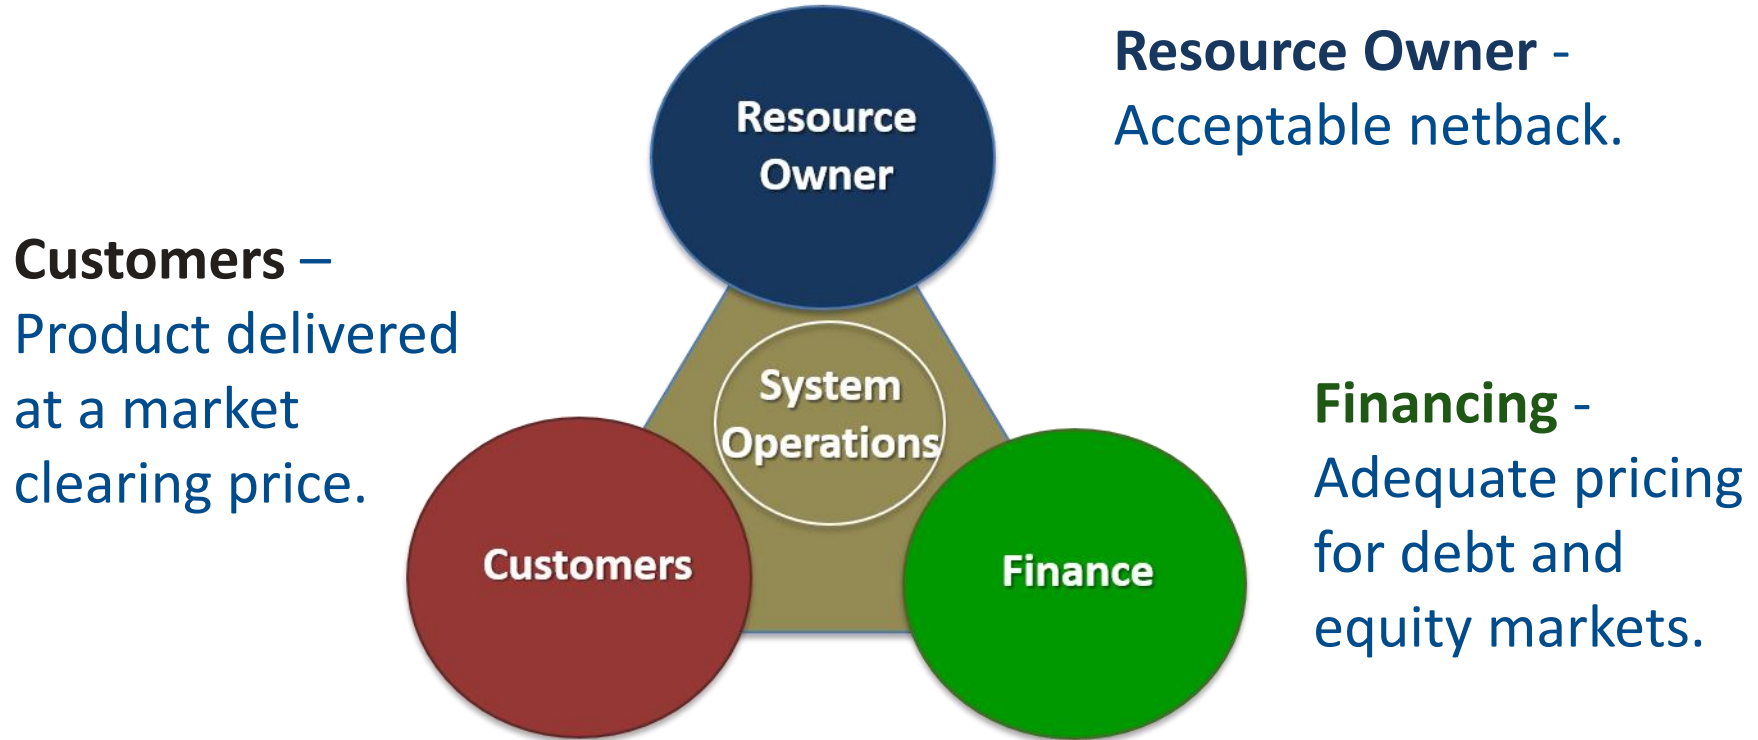 Resource Owner -
Acceptable netback.
Resource
Owner
Customers –
Product delivered
at a market
clearing price.
System
Operations
Financing -
Adequate pricing
for debt and
equity markets.
Customers
Finance